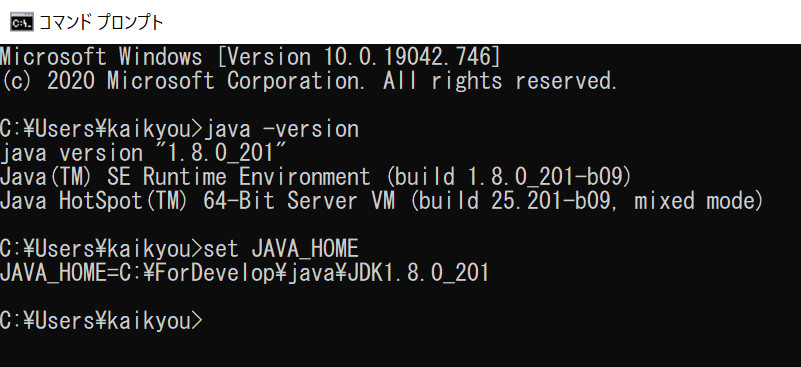 コマンド プロンプト
Microsoft Windows [Version 10.0.19042.746]
(c) 2020 Microsoft Corporation. All rights reserved.
C:¥Users¥kaikyou>java -version
java version "1.8.0_201"
Java(TM) SE Runtime Environment (build 1.8.0_201-b09)
Java HotSpot(TM) 64-Bit Server VM (build 25.201-b09, mixed mode)
C:¥Users¥kaikyou>set JAVA_HOME
JAVA_HOME=C:¥ForDevelop¥java¥JDK1.8.0_201
C:¥Users¥kaikyou>